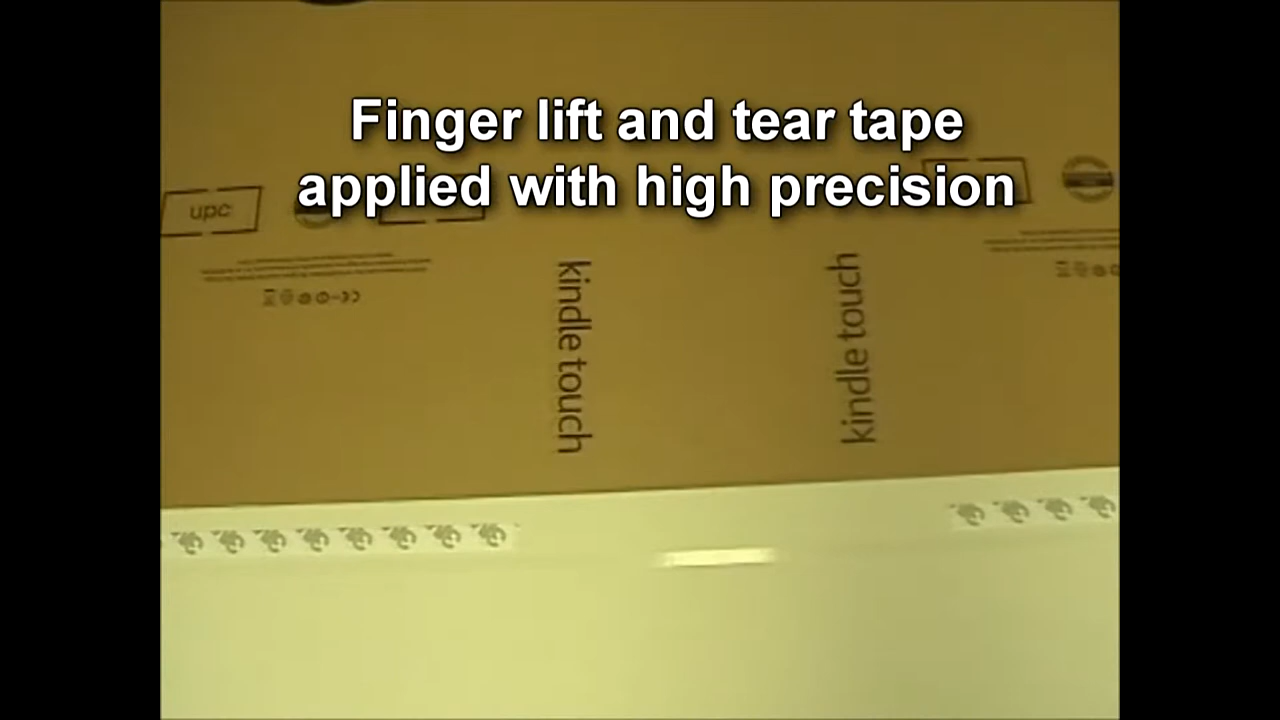 Finger lift and tear tape
applied with high precision
upc
kindle touch
kindle touch